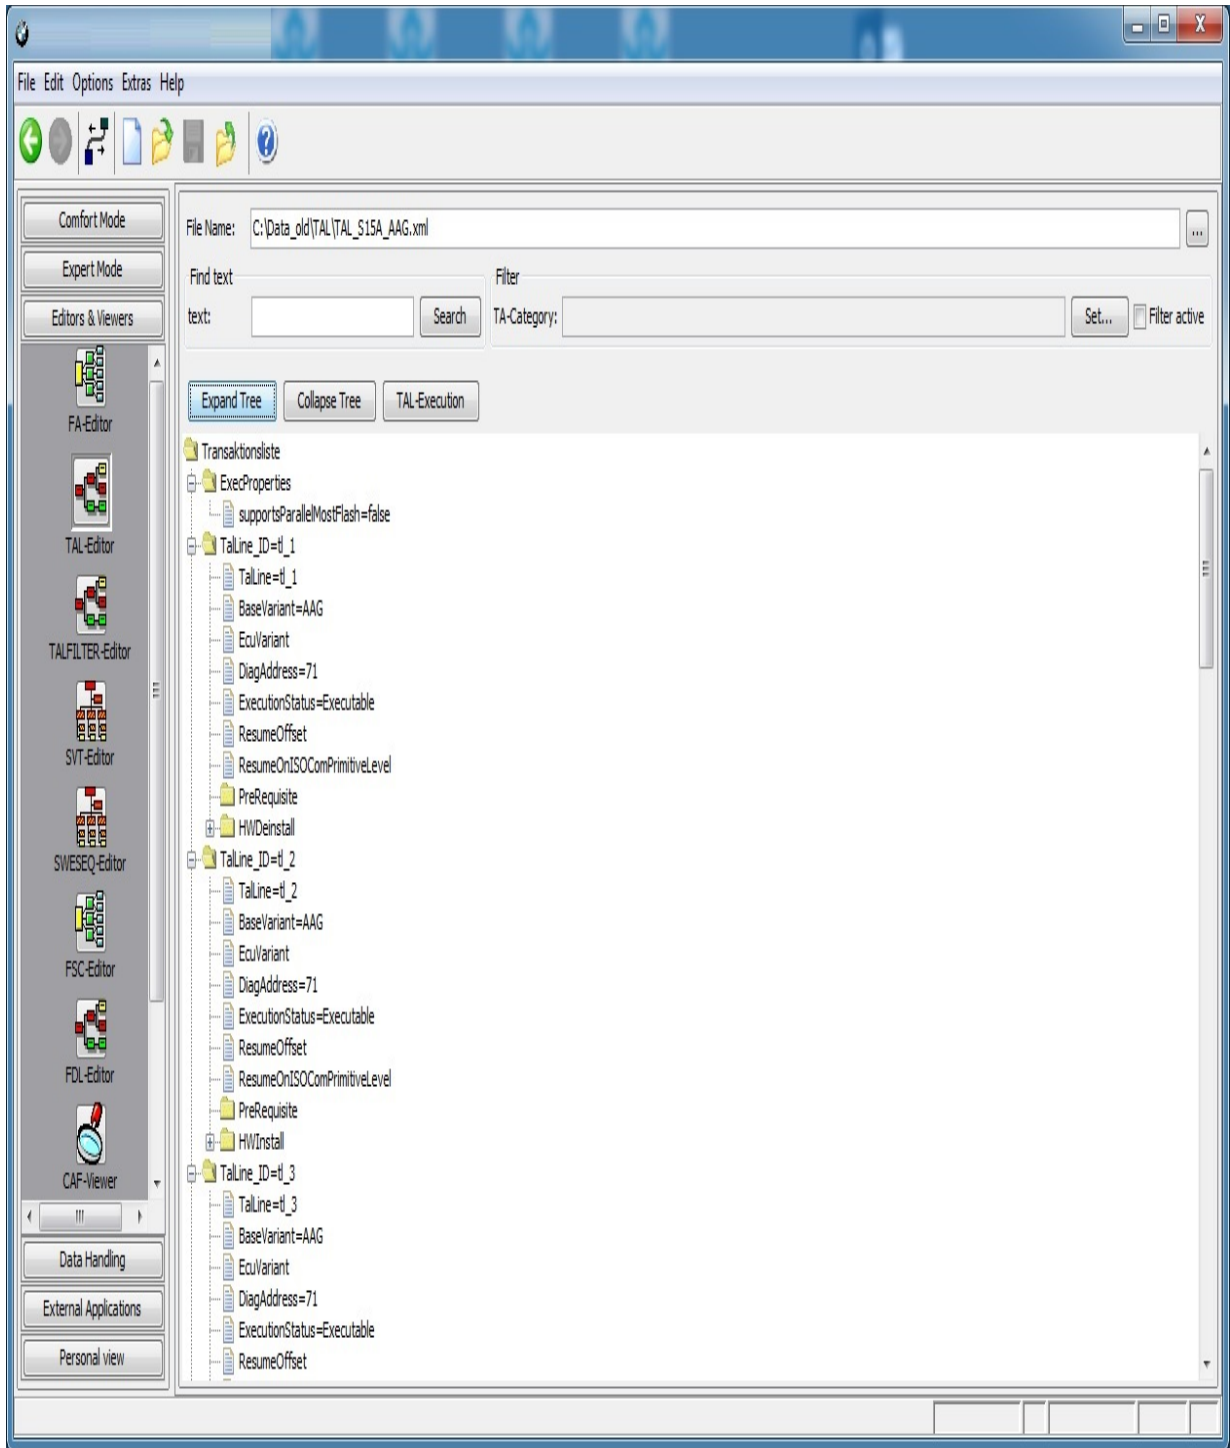 File Edit Options Extras Help
Comfort Mode
Expert Mode
Editors & Viewers
FA-Editor
TAL-Editor
TALFILTER-Editor
SVT-Editor
SWESEQ-Editor
FSC-Editor
FDL-Editor
CAF-Viewer
Data Handling
External Applications
Personal view
File Name: C:\Data_old\TAL\TAL_S15A_AAG.xml ...
Find text
text: Search
Filter
TA-Category: Set... Filter active
Expand Tree Collapse Tree TAL-Execution
Transaktionsliste
ExecProperties
supportsParallelMostFlash=false
TalLine_ID=tl_1
TalLine=tl_1
BaseVariant=AAG
EcuVariant
DiagAddress=71
ExecutionStatus=Executable
ResumeOffset
ResumeOnISOComPrimitiveLevel
PreRequisite
HWDeinstall
TalLine_ID=tl_2
TalLine=tl_2
BaseVariant=AAG
EcuVariant
DiagAddress=71
ExecutionStatus=Executable
ResumeOffset
ResumeOnISOComPrimitiveLevel
PreRequisite
HWInstall
TalLine_ID=tl_3
TalLine=tl_3
BaseVariant=AAG
EcuVariant
DiagAddress=71
ExecutionStatus=Executable
ResumeOffset